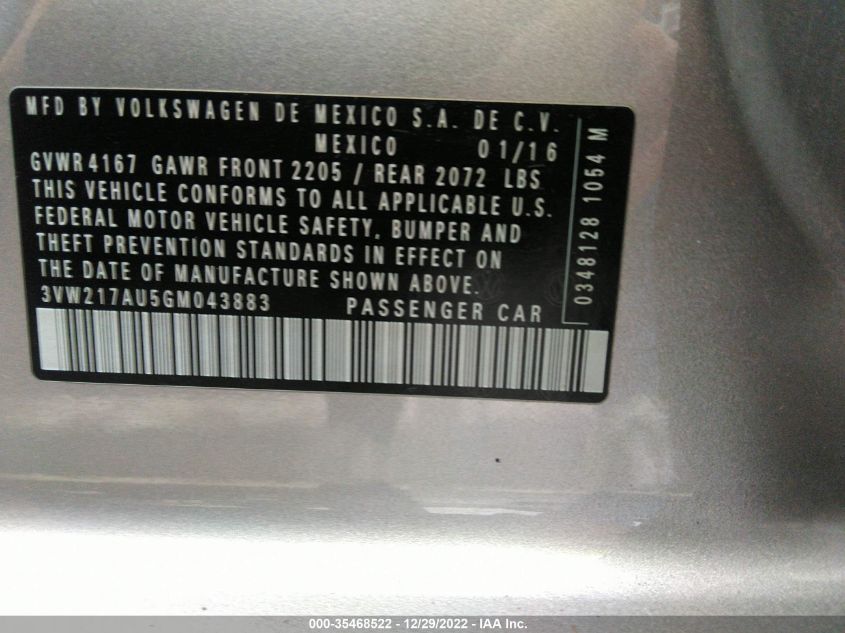 MFD BY VOLKSWAGEN DE MEXICO S.A. DE C.V.
MEXICO 01/16
GVWR 4167 GAWR FRONT 2205 / REAR 2072 LBS
THIS VEHICLE CONFORMS TO ALL APPLICABLE U.S.
FEDERAL MOTOR VEHICLE SAFETY, BUMPER AND
THEFT PREVENTION STANDARDS IN EFFECT ON
THE DATE OF MANUFACTURE SHOWN ABOVE.
3VW217AU5GM043883 PASSENGER CAR
0348128 1054 M
000-35468522 - 12/29/2022 - IAA Inc.